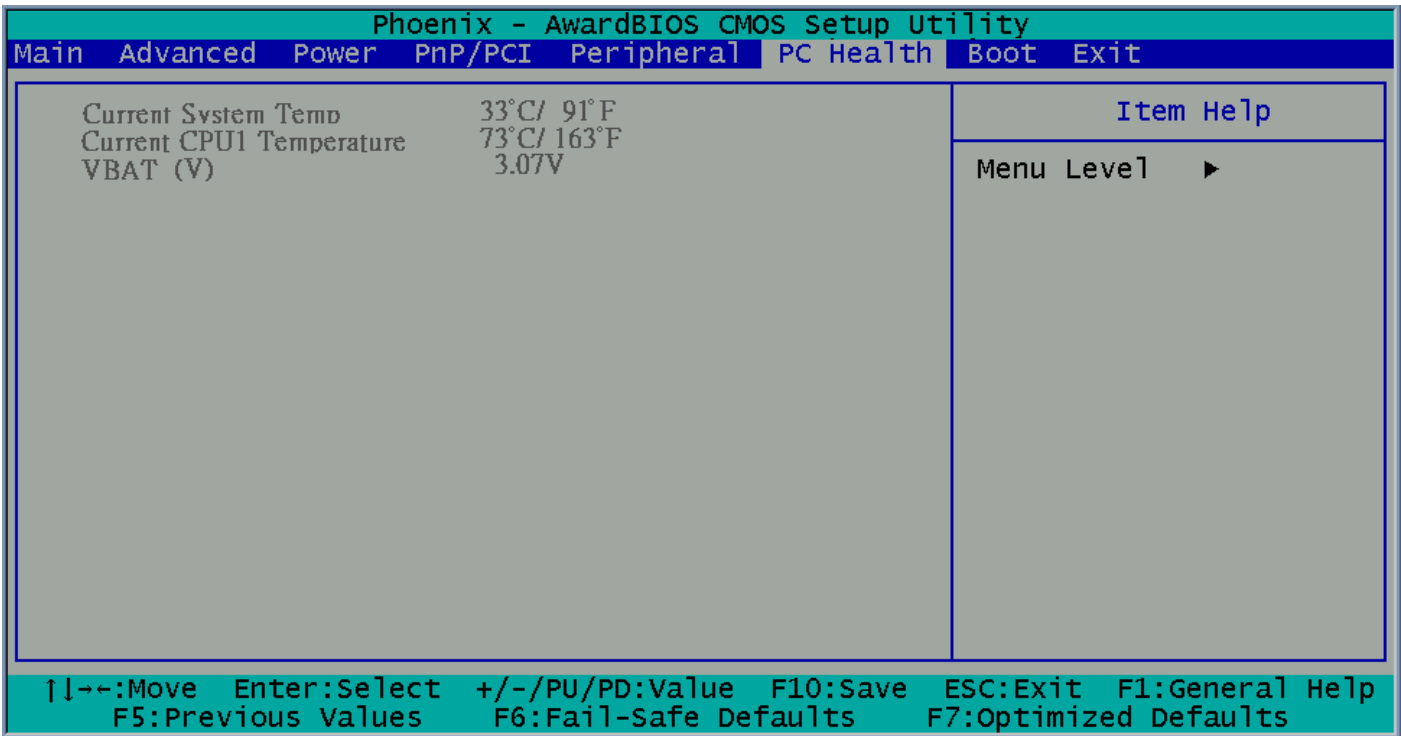 Phoenix - AwardBIOS CMOS Setup Utility
Main Advanced Power PnP/PCI Peripheral PC Health Boot Exit
Current System Temp 33°C/ 91°F
Current CPU1 Temperature 73°C/ 163°F
VBAT (V) 3.07V
Item Help
Menu Level ►
↑↓→←:Move Enter:Select +/-/PU/PD:Value F10:Save ESC:Exit F1:General Help
F5:Previous Values F6:Fail-Safe Defaults F7:Optimized Defaults